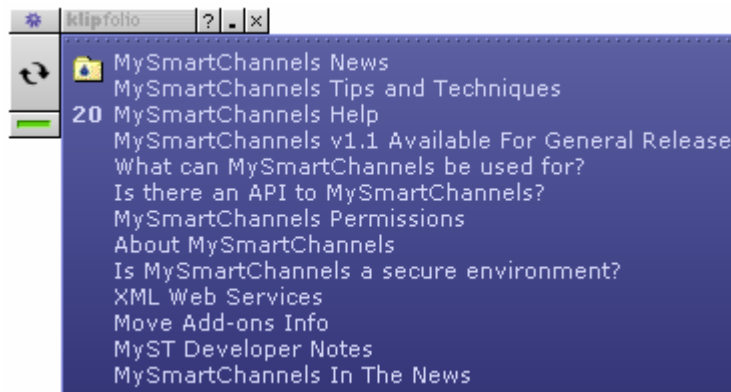 klipfolio ? - ×
MySmartChannels News
MySmartChannels Tips and Techniques
20 MySmartChannels Help
MySmartChannels v1.1 Available For General Release
What can MySmartChannels be used for?
Is there an API to MySmartChannels?
MySmartChannels Permissions
About MySmartChannels
Is MySmartChannels a secure environment?
XML Web Services
Move Add-ons Info
MyST Developer Notes
MySmartChannels In The News